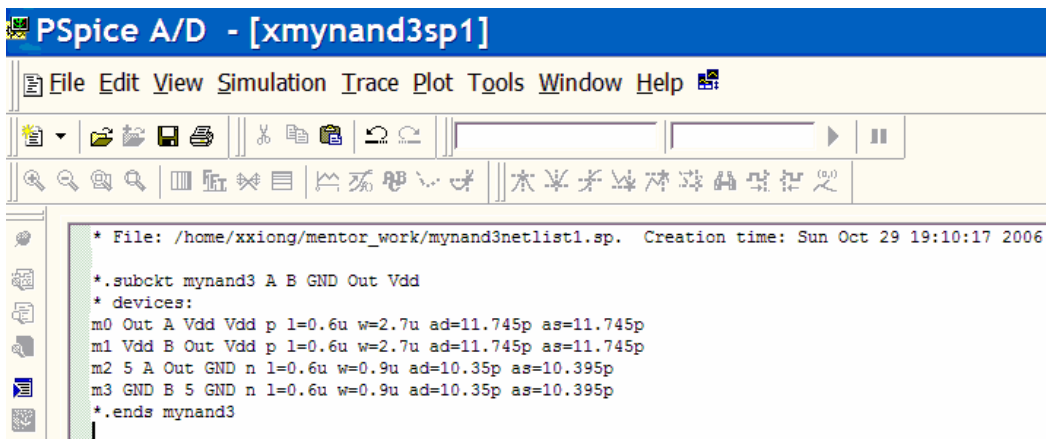 PSpice A/D - [xmynand3sp1]
File Edit View Simulation Trace Plot Tools Window Help
* File: /home/xxiong/mentor_work/mynand3netlist1.sp. Creation time: Sun Oct 29 19:10:17 2006
*.subckt mynand3 A B GND Out Vdd
* devices:
m0 Out A Vdd Vdd p l=0.6u w=2.7u ad=11.745p as=11.745p
m1 Vdd B Out Vdd p l=0.6u w=2.7u ad=11.745p as=11.745p
m2 5 A Out GND n l=0.6u w=0.9u ad=10.35p as=10.395p
m3 GND B 5 GND n l=0.6u w=0.9u ad=10.35p as=10.395p
*.ends mynand3